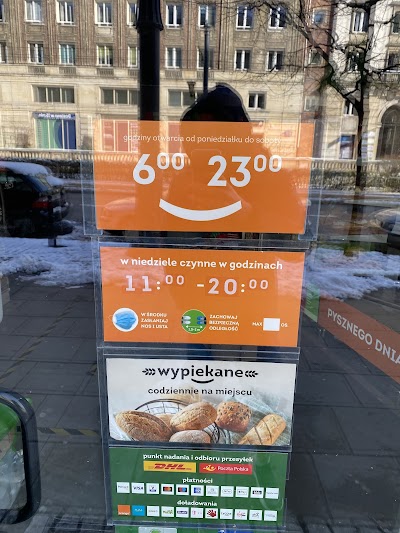 godziny otwarcia od poniedziałku do soboty
6⁰⁰ 23⁰⁰
w niedziele czynne w godzinach
11:00 -20:00
W ŚRODKU
ZASŁANIAJ
NOS I USTA
ZACHOWAJ
BEZPIECZNĄ
ODLEGŁOŚĆ
MAX OS.
PYSZNEGO DNIA
wypiekane
codziennie na miejscu
punkt nadania i odbioru przesyłek
DHL
Poczta Polska
płatności
VISA
doładowania